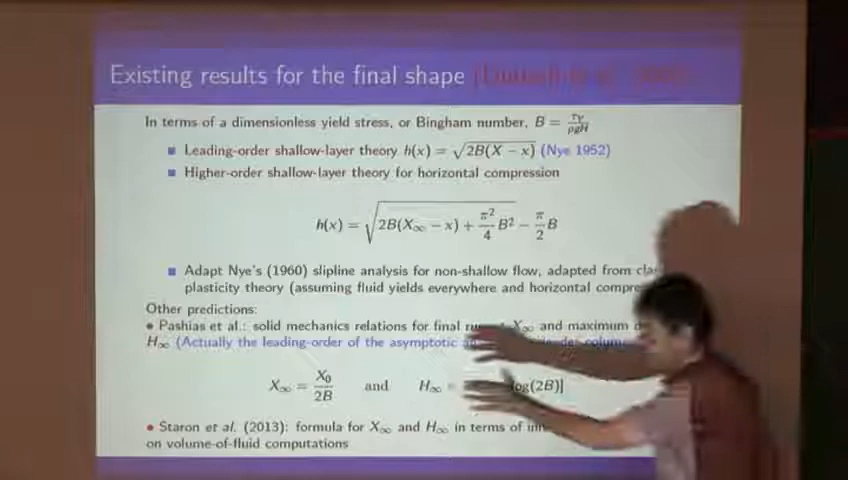 Existing results for the final shape
In terms of a dimensionless yield stress, or Bingham number, B = τY/ρgH
Leading-order shallow-layer theory h(x) = √2B(X − x) (Nye 1952)
Higher-order shallow-layer theory for horizontal compression
h(x) = √2B(X∞ − x) + π²/4 B² − π/2 B
Adapt Nye's (1960) slipline analysis for non-shallow flow, adapted from
plasticity theory (assuming fluid yields everywhere and horizontal
Other predictions:
• Pashias et al.: solid mechanics relations for final X∞ and maximum
H∞ (Actually the leading-order of the asymptotic
X∞ = X0/2B and H∞ = log(2B)]
• Staron et al. (2013): formula for X∞ and H∞ in terms of
on volume-of-fluid computations